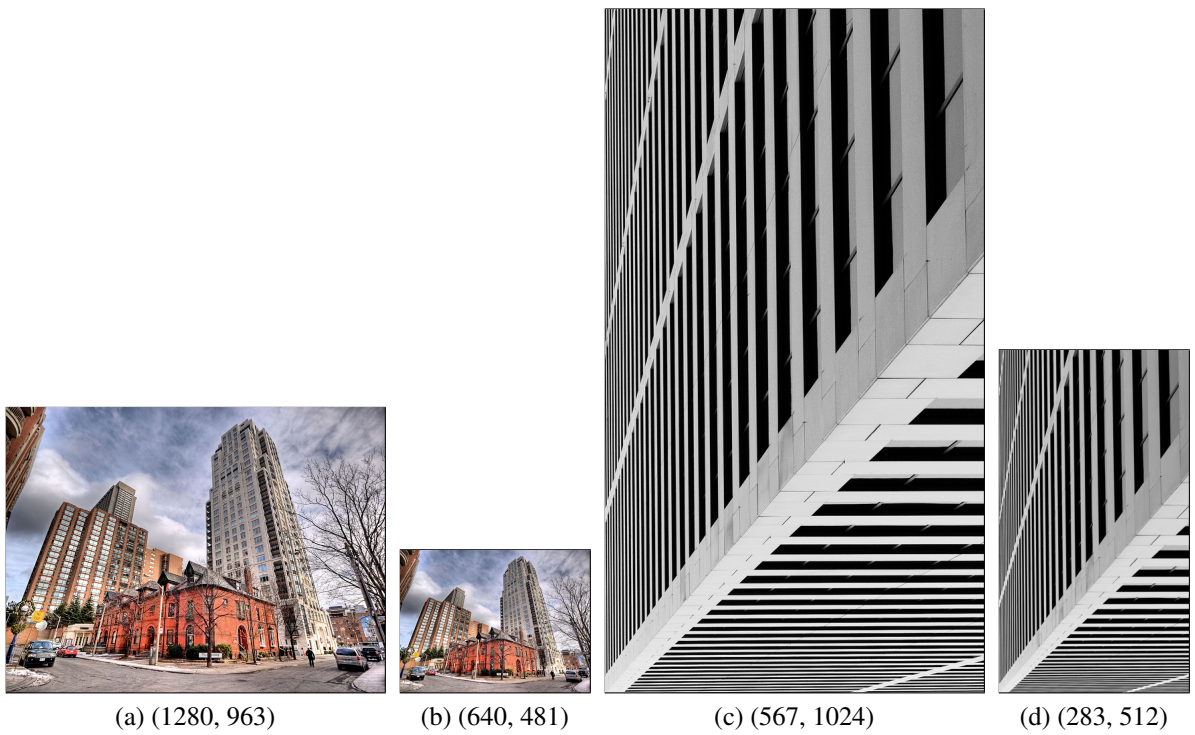 (a) (1280, 963)
(b) (640, 481)
(c) (567, 1024)
(d) (283, 512)